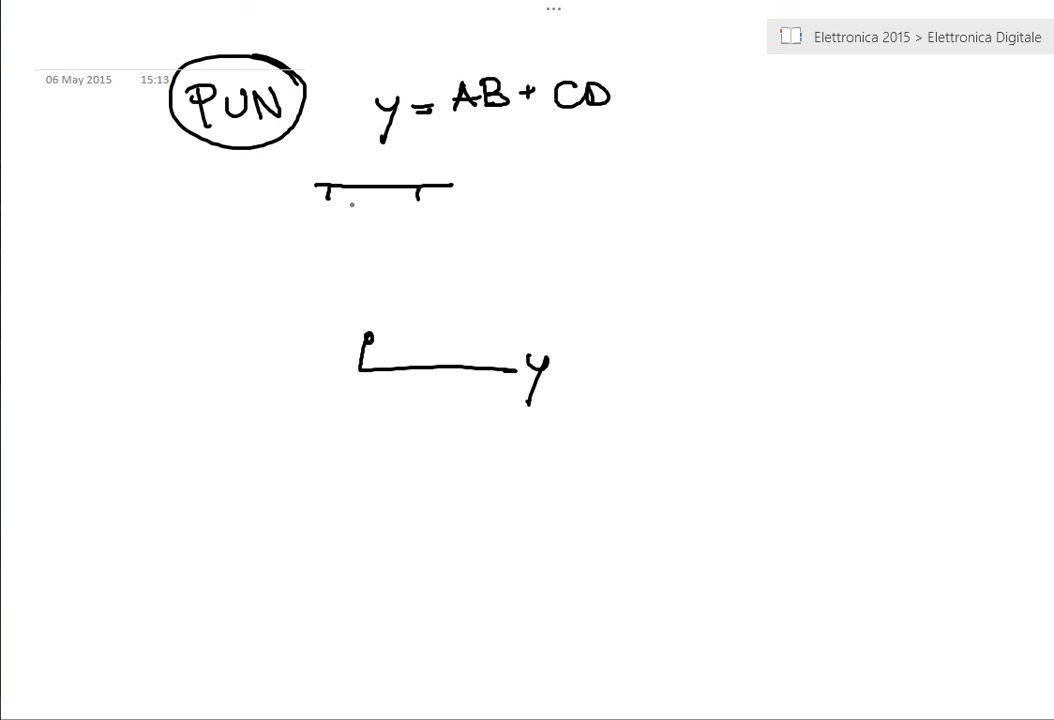 ...
Elettronica 2015 > Elettronica Digitale
06 May 2015 15:13
PUN y = AB + CD
y